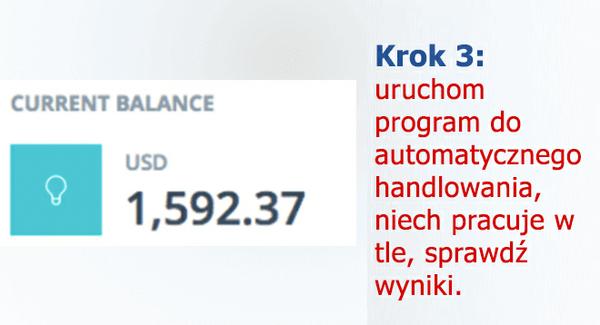 CURRENT BALANCE
USD
1,592.37
Krok 3:
uruchom
program do
automatycznego
handlowania,
niech pracuje w
tle, sprawdź
wyniki.